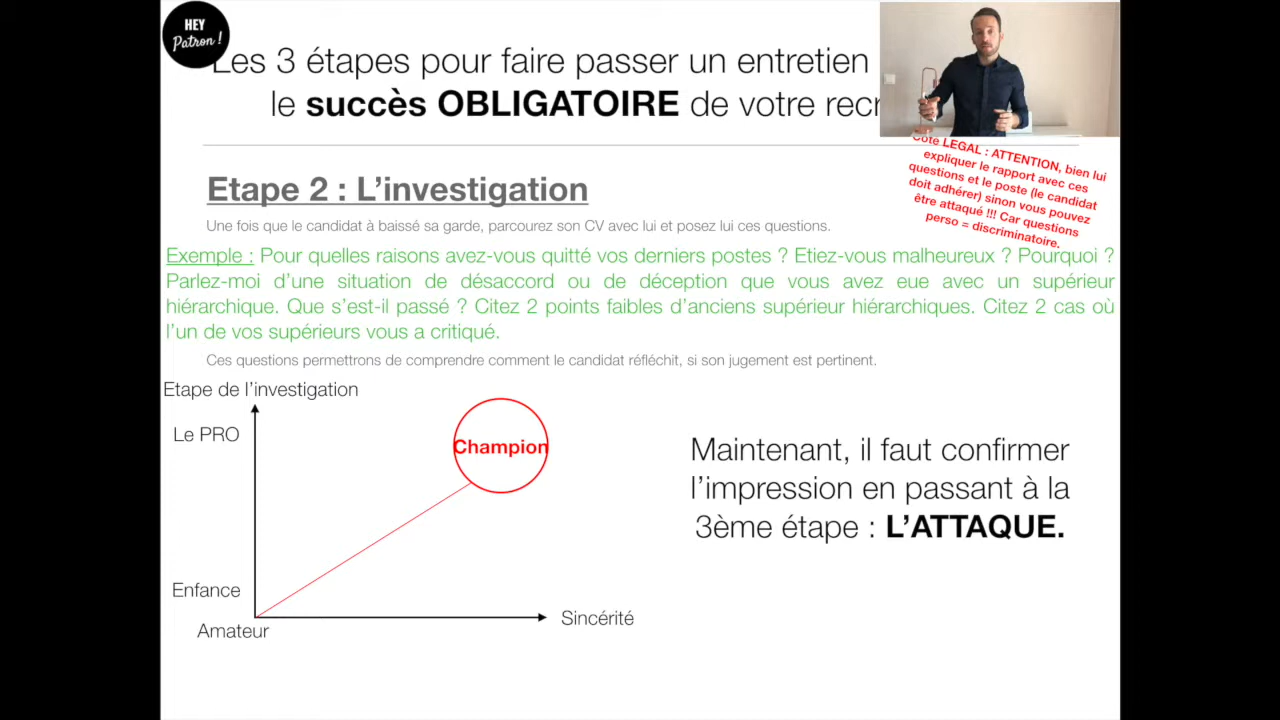 HEY
Patron !
Les 3 étapes pour faire passer un entretien
le succès OBLIGATOIRE de votre recr
Côté LEGAL : ATTENTION, bien lui
expliquer le rapport avec ces
questions et le poste (le candidat
doit adhérer) sinon vous pouvez
être attaqué !!! Car questions
perso = discriminatoire.
Etape 2 : L’investigation
Une fois que le candidat à baissé sa garde, parcourez son CV avec lui et posez lui ces questions.
Exemple : Pour quelles raisons avez-vous quitté vos derniers postes ? Etiez-vous malheureux ? Pourquoi ?
Parlez-moi d’une situation de désaccord ou de déception que vous avez eue avec un supérieur
hiérarchique. Que s’est-il passé ? Citez 2 points faibles d’anciens supérieur hiérarchiques. Citez 2 cas où
l’un de vos supérieurs vous a critiqué.
Ces questions permettrons de comprendre comment le candidat réfléchit, si son jugement est pertinent.
Etape de l’investigation
Le PRO
Champion
Enfance
Amateur
Sincérité
Maintenant, il faut confirmer
l’impression en passant à la
3ème étape : L’ATTAQUE.